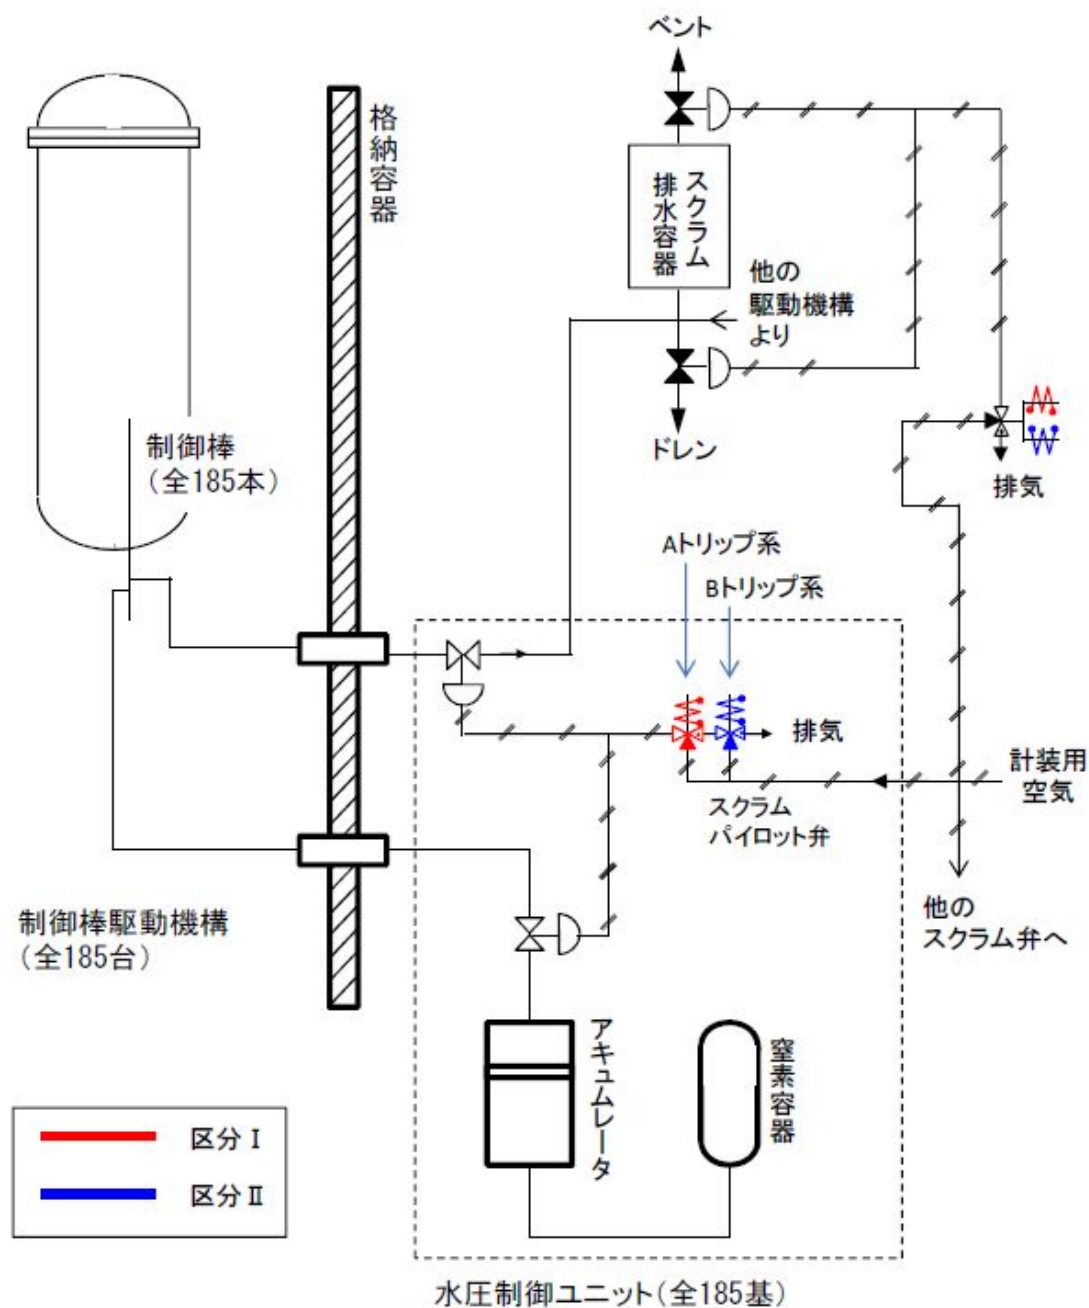 ベント
格納容器
スクラム
排水容器
他の
駆動機構
より
制御棒
（全185本）
ドレン
排気
Aトリップ系
Bトリップ系
排気
計装用
空気
スクラム
パイロット弁
他の
スクラム弁へ
制御棒駆動機構
（全185台）
アキュムレータ
窒素容器
区分Ⅰ
区分Ⅱ
水圧制御ユニット（全185基）